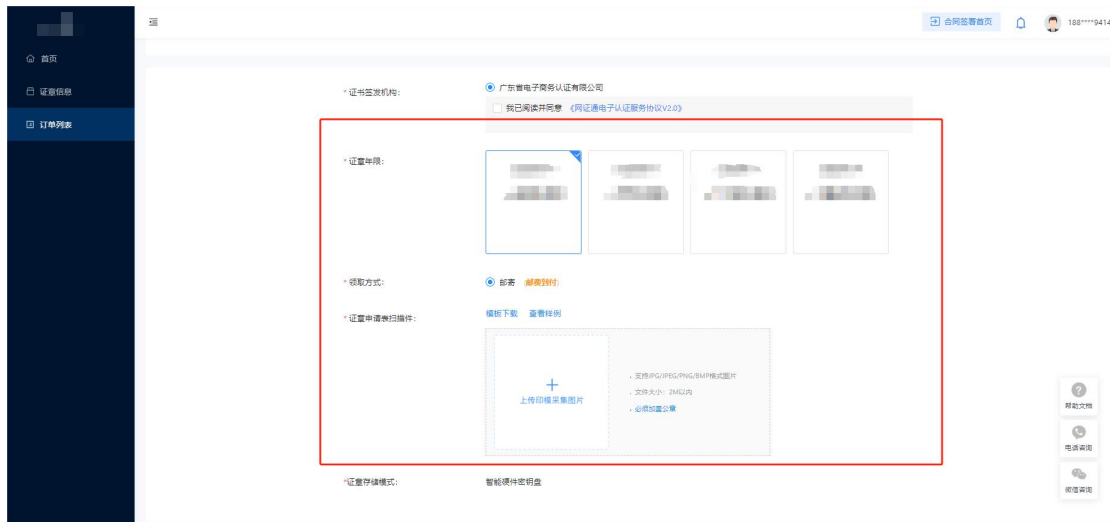 合同签署首页
188****9414
首页
证章信息
订单列表
* 证书签发机构：
广东省电子商务认证有限公司
我已阅读并同意 《网证通电子认证服务协议V2.0》
* 证章年限：
* 领取方式：
邮寄 (邮费到付)
* 证章申请表扫描件：
模板下载 查看样例
上传印模采集图片
支持JPG/JPEG/PNG/BMP格式图片
文件大小：2M以内
必须加盖公章
*证章存储模式：
智能硬件密钥盘
帮助文档
电话咨询
微信咨询